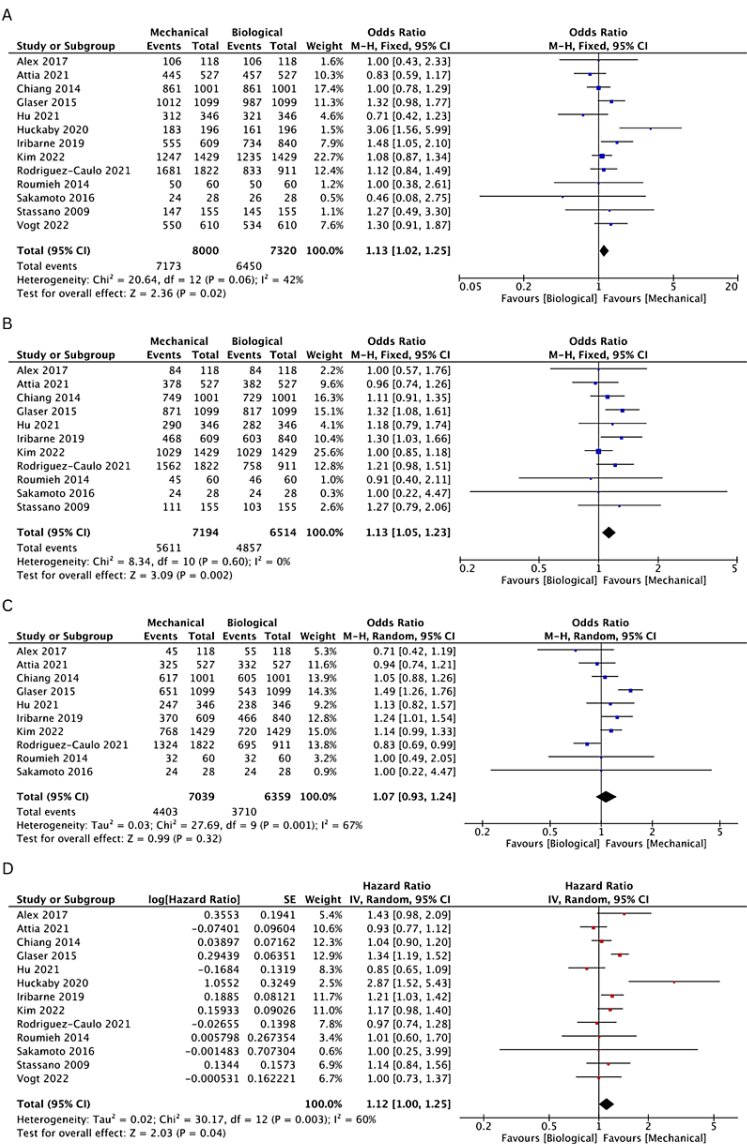 A
Mechanical Biological Odds Ratio Odds Ratio
Study or Subgroup Events Total Events Total Weight M-H, Fixed, 95% CI M-H, Fixed, 95% CI
Alex 2017 106 118 106 118 1.6% 1.00 [0.43, 2.33]
Attia 2021 445 527 457 527 10.3% 0.83 [0.59, 1.17]
Chiang 2014 861 1001 861 1001 17.4% 1.00 [0.78, 1.29]
Glaser 2015 1012 1099 987 1099 11.3% 1.32 [0.98, 1.77]
Hu 2021 312 346 321 346 4.6% 0.71 [0.42, 1.23]
Huckaby 2020 183 196 161 196 1.5% 3.06 [1.56, 5.99]
Iribarne 2019 555 609 734 840 7.9% 1.48 [1.05, 2.10]
Kim 2022 1247 1429 1235 1429 22.7% 1.08 [0.87, 1.34]
Rodriguez-Caulo 2021 1681 1822 833 911 12.4% 1.12 [0.84, 1.49]
Roumieh 2014 50 60 50 60 1.2% 1.00 [0.38, 2.61]
Sakamoto 2016 24 28 26 28 0.5% 0.46 [0.08, 2.75]
Stassano 2009 147 155 145 155 1.1% 1.27 [0.49, 3.30]
Vogt 2022 550 610 534 610 7.6% 1.30 [0.91, 1.87]
Total (95% CI) 8000 7320 100.0% 1.13 [1.02, 1.25]
Total events 7173 6450
Heterogeneity: Chi² = 20.64, df = 12 (P = 0.06); I² = 42%
Test for overall effect: Z = 2.36 (P = 0.02)
0.05 0.2 1 5 20
Favours [Biological] Favours [Mechanical]
B
Mechanical Biological Odds Ratio Odds Ratio
Study or Subgroup Events Total Events Total Weight M-H, Fixed, 95% CI M-H, Fixed, 95% CI
Alex 2017 84 118 84 118 2.2% 1.00 [0.57, 1.76]
Attia 2021 378 527 382 527 9.6% 0.96 [0.74, 1.26]
Chiang 2014 749 1001 729 1001 16.3% 1.11 [0.91, 1.35]
Glaser 2015 871 1099 817 1099 15.1% 1.32 [1.08, 1.61]
Hu 2021 290 346 282 346 4.1% 1.18 [0.79, 1.74]
Iribarne 2019 468 609 603 840 10.4% 1.30 [1.03, 1.66]
Kim 2022 1029 1429 1029 1429 25.6% 1.00 [0.85, 1.18]
Rodriguez-Caulo 2021 1562 1822 758 911 12.8% 1.21 [0.98, 1.51]
Roumieh 2014 45 60 46 60 1.0% 0.91 [0.40, 2.11]
Sakamoto 2016 24 28 24 28 0.3% 1.00 [0.22, 4.47]
Stassano 2009 111 155 103 155 2.6% 1.27 [0.79, 2.06]
Total (95% CI) 7194 6514 100.0% 1.13 [1.05, 1.23]
Total events 5611 4857
Heterogeneity: Chi² = 8.34, df = 10 (P = 0.60); I² = 0%
Test for overall effect: Z = 3.09 (P = 0.002)
0.2 0.5 1 2 5
Favours [Biological] Favours [Mechanical]
C
Mechanical Biological Odds Ratio Odds Ratio
Study or Subgroup Events Total Events Total Weight M-H, Random, 95% CI M-H, Random, 95% CI
Alex 2017 45 118 55 118 5.3% 0.71 [0.42, 1.19]
Attia 2021 325 527 332 527 11.6% 0.94 [0.74, 1.21]
Chiang 2014 617 1001 605 1001 13.9% 1.05 [0.88, 1.26]
Glaser 2015 651 1099 543 1099 14.3% 1.49 [1.26, 1.76]
Hu 2021 247 346 238 346 9.2% 1.13 [0.82, 1.57]
Iribarne 2019 370 609 466 840 12.8% 1.24 [1.01, 1.54]
Kim 2022 768 1429 720 1429 15.0% 1.14 [0.99, 1.33]
Rodriguez-Caulo 2021 1324 1822 695 911 13.8% 0.83 [0.69, 0.99]
Roumieh 2014 32 60 32 60 3.2% 1.00 [0.49, 2.05]
Sakamoto 2016 24 28 24 28 0.9% 1.00 [0.22, 4.47]
Total (95% CI) 7039 6359 100.0% 1.07 [0.93, 1.24]
Total events 4403 3710
Heterogeneity: Tau² = 0.03; Chi² = 27.69, df = 9 (P = 0.001); I² = 67%
Test for overall effect: Z = 0.99 (P = 0.32)
0.2 0.5 1 2 5
Favours [Biological] Favours [Mechanical]
D
Hazard Ratio Hazard Ratio
Study or Subgroup log[Hazard Ratio] SE Weight IV, Random, 95% CI IV, Random, 95% CI
Alex 2017 0.3553 0.1941 5.4% 1.43 [0.98, 2.09]
Attia 2021 -0.07401 0.09604 10.6% 0.93 [0.77, 1.12]
Chiang 2014 0.03897 0.07162 12.3% 1.04 [0.90, 1.20]
Glaser 2015 0.29439 0.06351 12.9% 1.34 [1.19, 1.52]
Hu 2021 -0.1684 0.1319 8.3% 0.85 [0.65, 1.09]
Huckaby 2020 1.0552 0.3249 2.5% 2.87 [1.52, 5.43]
Iribarne 2019 0.1885 0.08121 11.7% 1.21 [1.03, 1.42]
Kim 2022 0.15933 0.09026 11.0% 1.17 [0.98, 1.40]
Rodriguez-Caulo 2021 -0.02655 0.1398 7.8% 0.97 [0.74, 1.28]
Roumieh 2014 0.005798 0.267354 3.4% 1.01 [0.60, 1.70]
Sakamoto 2016 -0.001483 0.707304 0.6% 1.00 [0.25, 3.99]
Stassano 2009 0.1344 0.1573 6.8% 1.14 [0.84, 1.56]
Vogt 2022 -0.000531 0.162221 6.7% 1.00 [0.73, 1.37]
Total (95% CI) 100.0% 1.12 [1.00, 1.25]
Heterogeneity: Tau² = 0.02; Chi² = 30.17, df = 12 (P = 0.003); I² = 60%
Test for overall effect: Z = 2.03 (P = 0.04)
0.2 0.5 1 2 5
Favours [Biological] Favours [Mechanical]